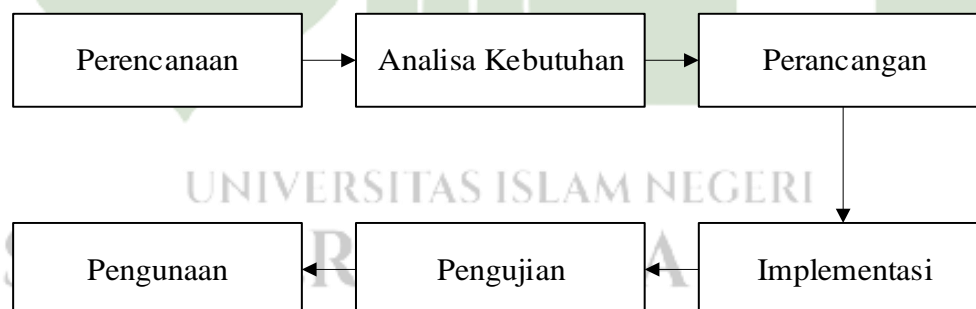 Perencanaan
Analisa Kebutuhan
Perancangan
UNIVERSITAS ISLAM NEGERI
Implementasi
Pengujian
Pengunaan